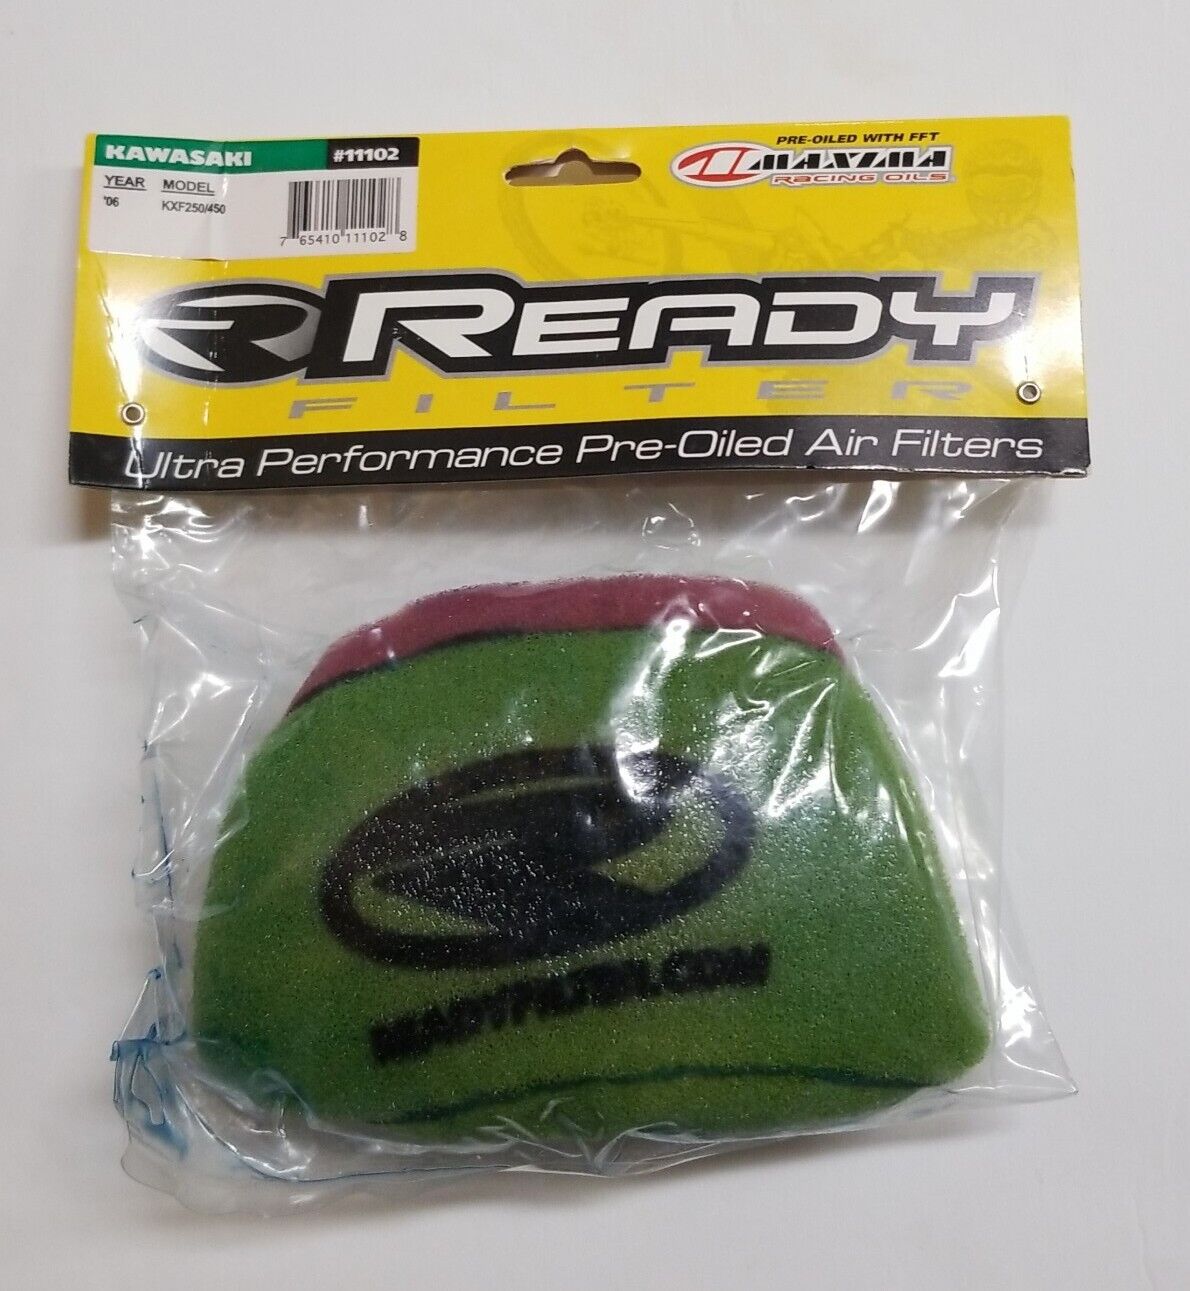 KAWASAKI #11102
YEAR MODEL
'06 KXF250/450
7 65410 11102 8
PRE-OILED WITH FFT
MAXIMA
RACING OILS
READY
FILTER
Ultra Performance Pre-Oiled Air Filters
READYFILTER.COM